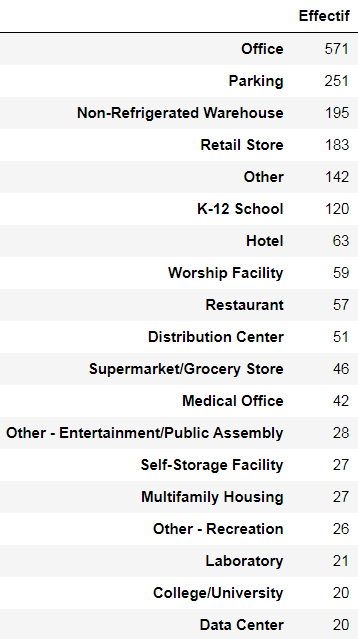 Effectif
Office 571
Parking 251
Non-Refrigerated Warehouse 195
Retail Store 183
Other 142
K-12 School 120
Hotel 63
Worship Facility 59
Restaurant 57
Distribution Center 51
Supermarket/Grocery Store 46
Medical Office 42
Other - Entertainment/Public Assembly 28
Self-Storage Facility 27
Multifamily Housing 27
Other - Recreation 26
Laboratory 21
College/University 20
Data Center 20